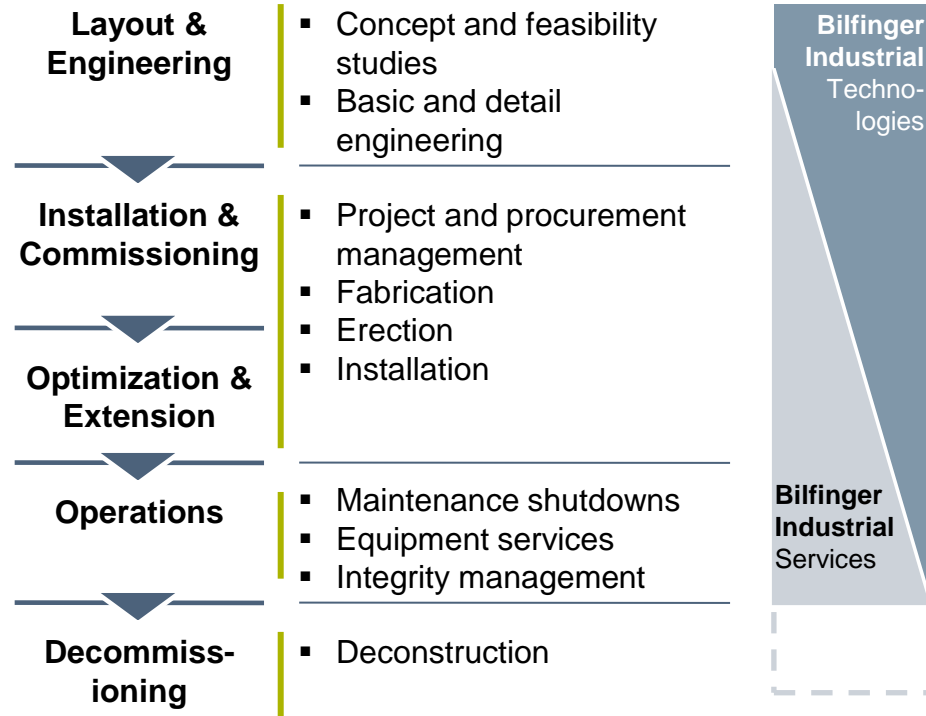 Layout &
Engineering
▪ Concept and feasibility
studies
▪ Basic and detail
engineering
Installation &
Commissioning
Optimization &
Extension
▪ Project and procurement
management
▪ Fabrication
▪ Erection
▪ Installation
Operations
▪ Maintenance shutdowns
▪ Equipment services
▪ Integrity management
Decommiss-
ioning
▪ Deconstruction
Bilfinger
Industrial
Techno-
logies
Bilfinger
Industrial
Services